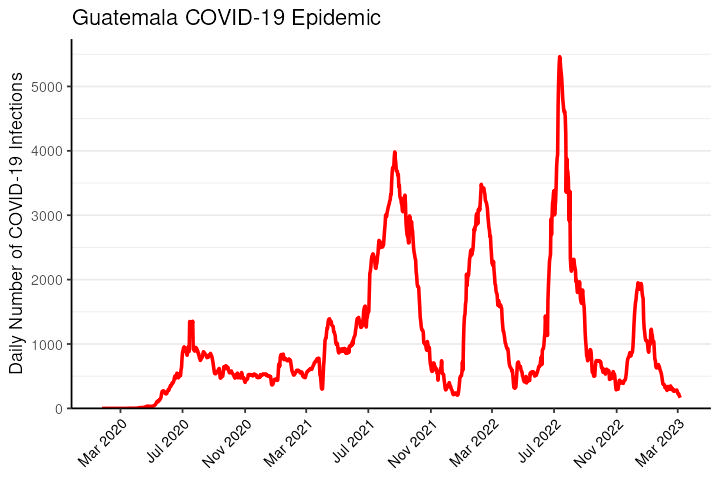 Guatemala COVID-19 Epidemic
Daily Number of COVID-19 Infections
5000
4000
3000
2000
1000
0
Mar 2020
Jul 2020
Nov 2020
Mar 2021
Jul 2021
Nov 2021
Mar 2022
Jul 2022
Nov 2022
Mar 2023